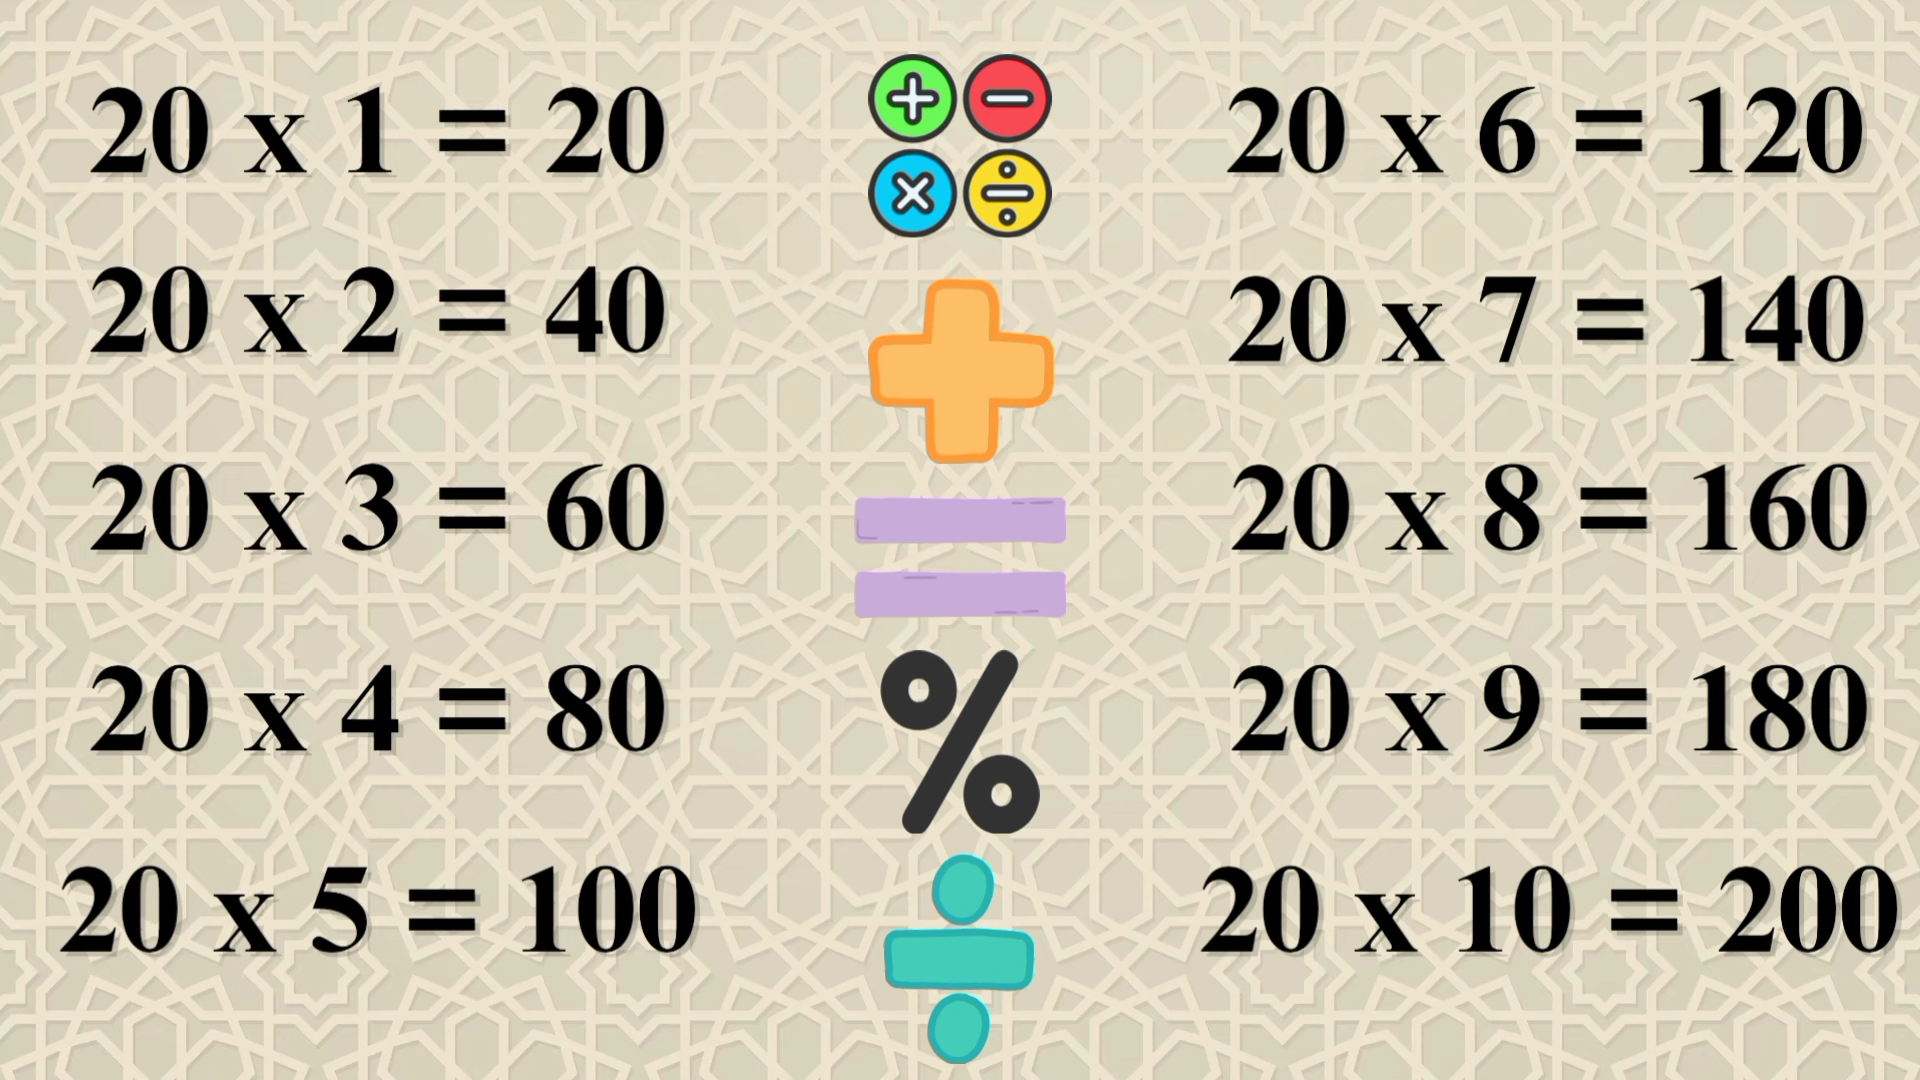 20 x 1 = 20
20 x 2 = 40
20 x 3 = 60
20 x 4 = 80
20 x 5 = 100
+ −
× ÷
+
=
%
÷
20 x 6 = 120
20 x 7 = 140
20 x 8 = 160
20 x 9 = 180
20 x 10 = 200